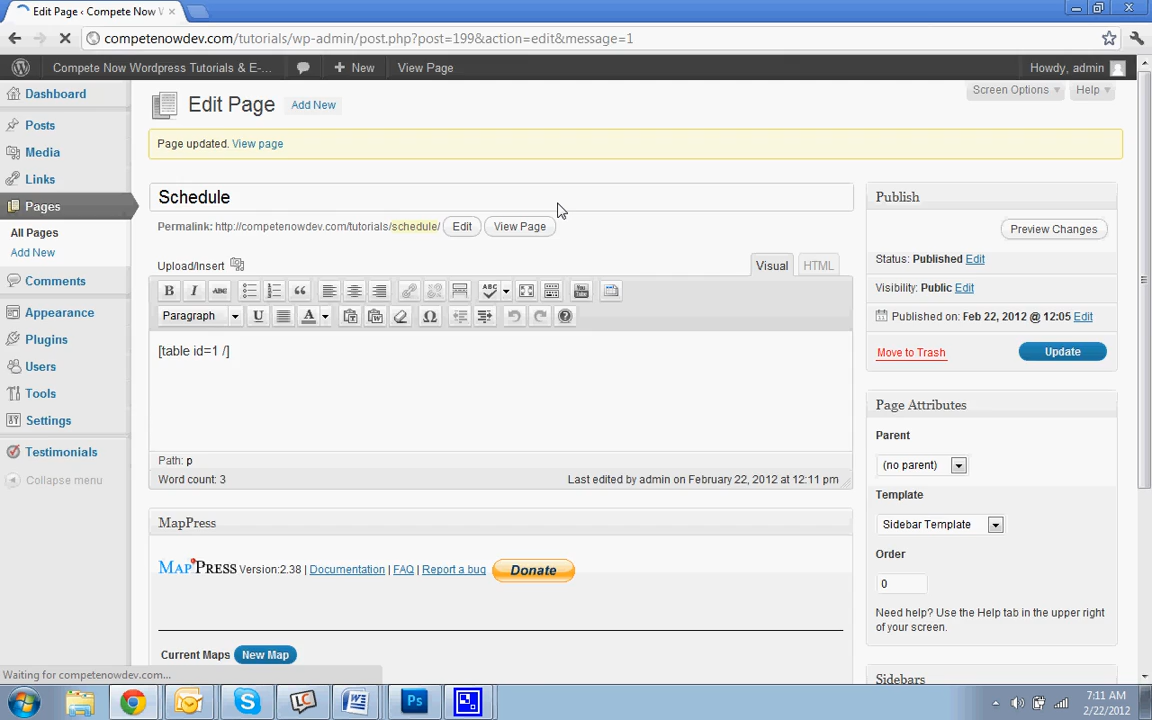 Edit Page ‹ Compete Now W
competenowdev.com/tutorials/wp-admin/post.php?post=199&action=edit&message=1
Compete Now Wordpress Tutorials & E-...
New
View Page
Howdy, admin
Dashboard
Posts
Media
Links
Pages
All Pages
Add New
Comments
Appearance
Plugins
Users
Tools
Settings
Testimonials
Collapse menu
Edit Page Add New
Screen Options Help
Page updated. View page
Schedule
Permalink: http://competenowdev.com/tutorials/schedule/ Edit View Page
Upload/Insert
Visual HTML
B I ABC ABC
Paragraph U A
[table id=1 /]
Path: p
Word count: 3 Last edited by admin on February 22, 2012 at 12:11 pm
MapPress
MAPPRESS Version:2.38 | Documentation | FAQ | Report a bug Donate
Current Maps New Map
Publish
Preview Changes
Status: Published Edit
Visibility: Public Edit
Published on: Feb 22, 2012 @ 12:05 Edit
Move to Trash Update
Page Attributes
Parent
(no parent)
Template
Sidebar Template
Order
0
Need help? Use the Help tab in the upper right
of your screen.
Sidebars
Waiting for competenowdev.com...
7:11 AM
2/22/2012